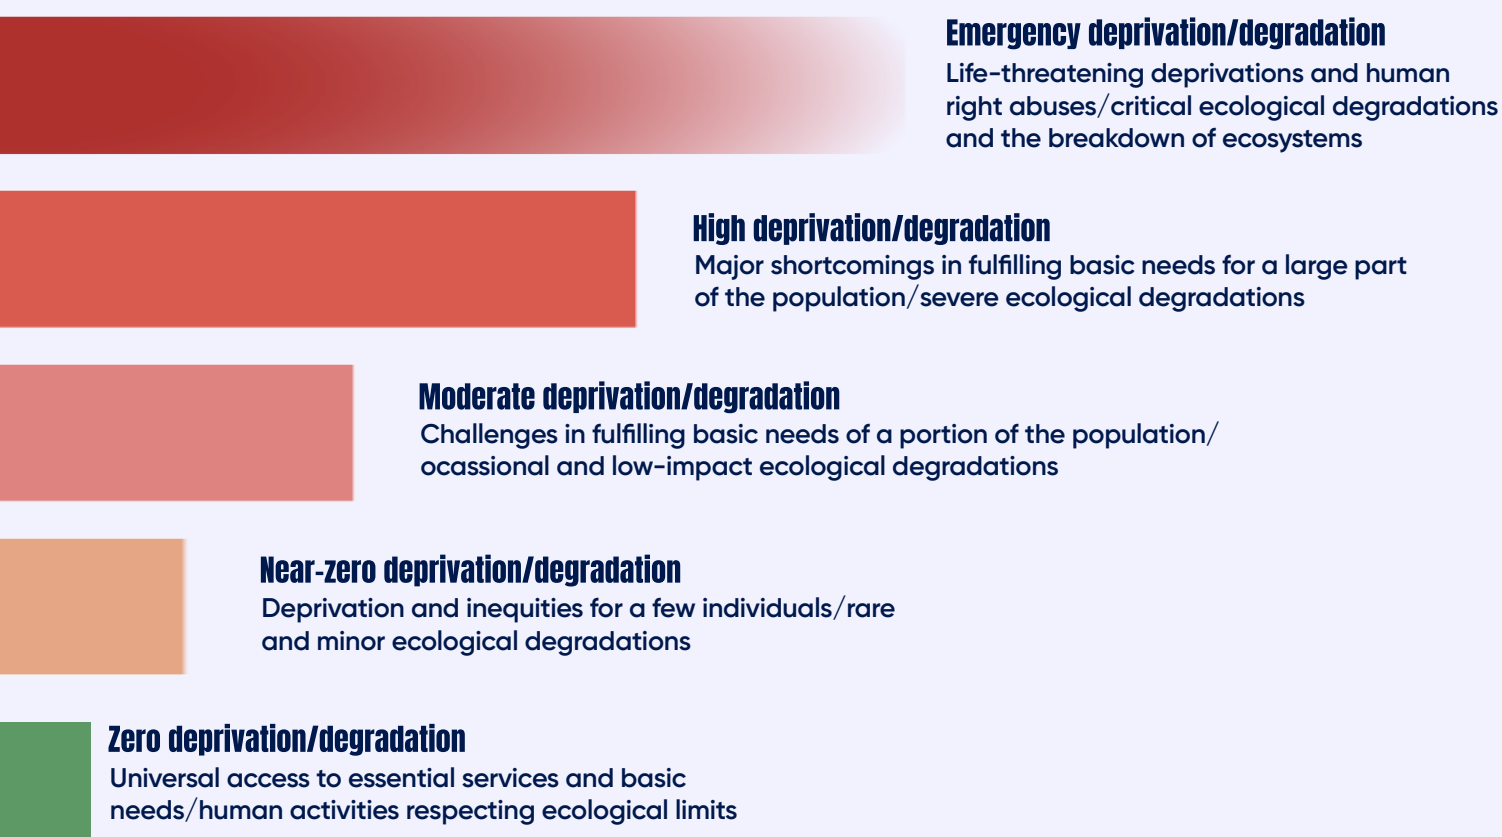 Emergency deprivation/degradation
Life-threatening deprivations and human
right abuses/critical ecological degradations
and the breakdown of ecosystems
High deprivation/degradation
Major shortcomings in fulfilling basic needs for a large part
of the population/severe ecological degradations
Moderate deprivation/degradation
Challenges in fulfilling basic needs of a portion of the population/
ocassional and low-impact ecological degradations
Near-zero deprivation/degradation
Deprivation and inequities for a few individuals/rare
and minor ecological degradations
Zero deprivation/degradation
Universal access to essential services and basic
needs/human activities respecting ecological limits